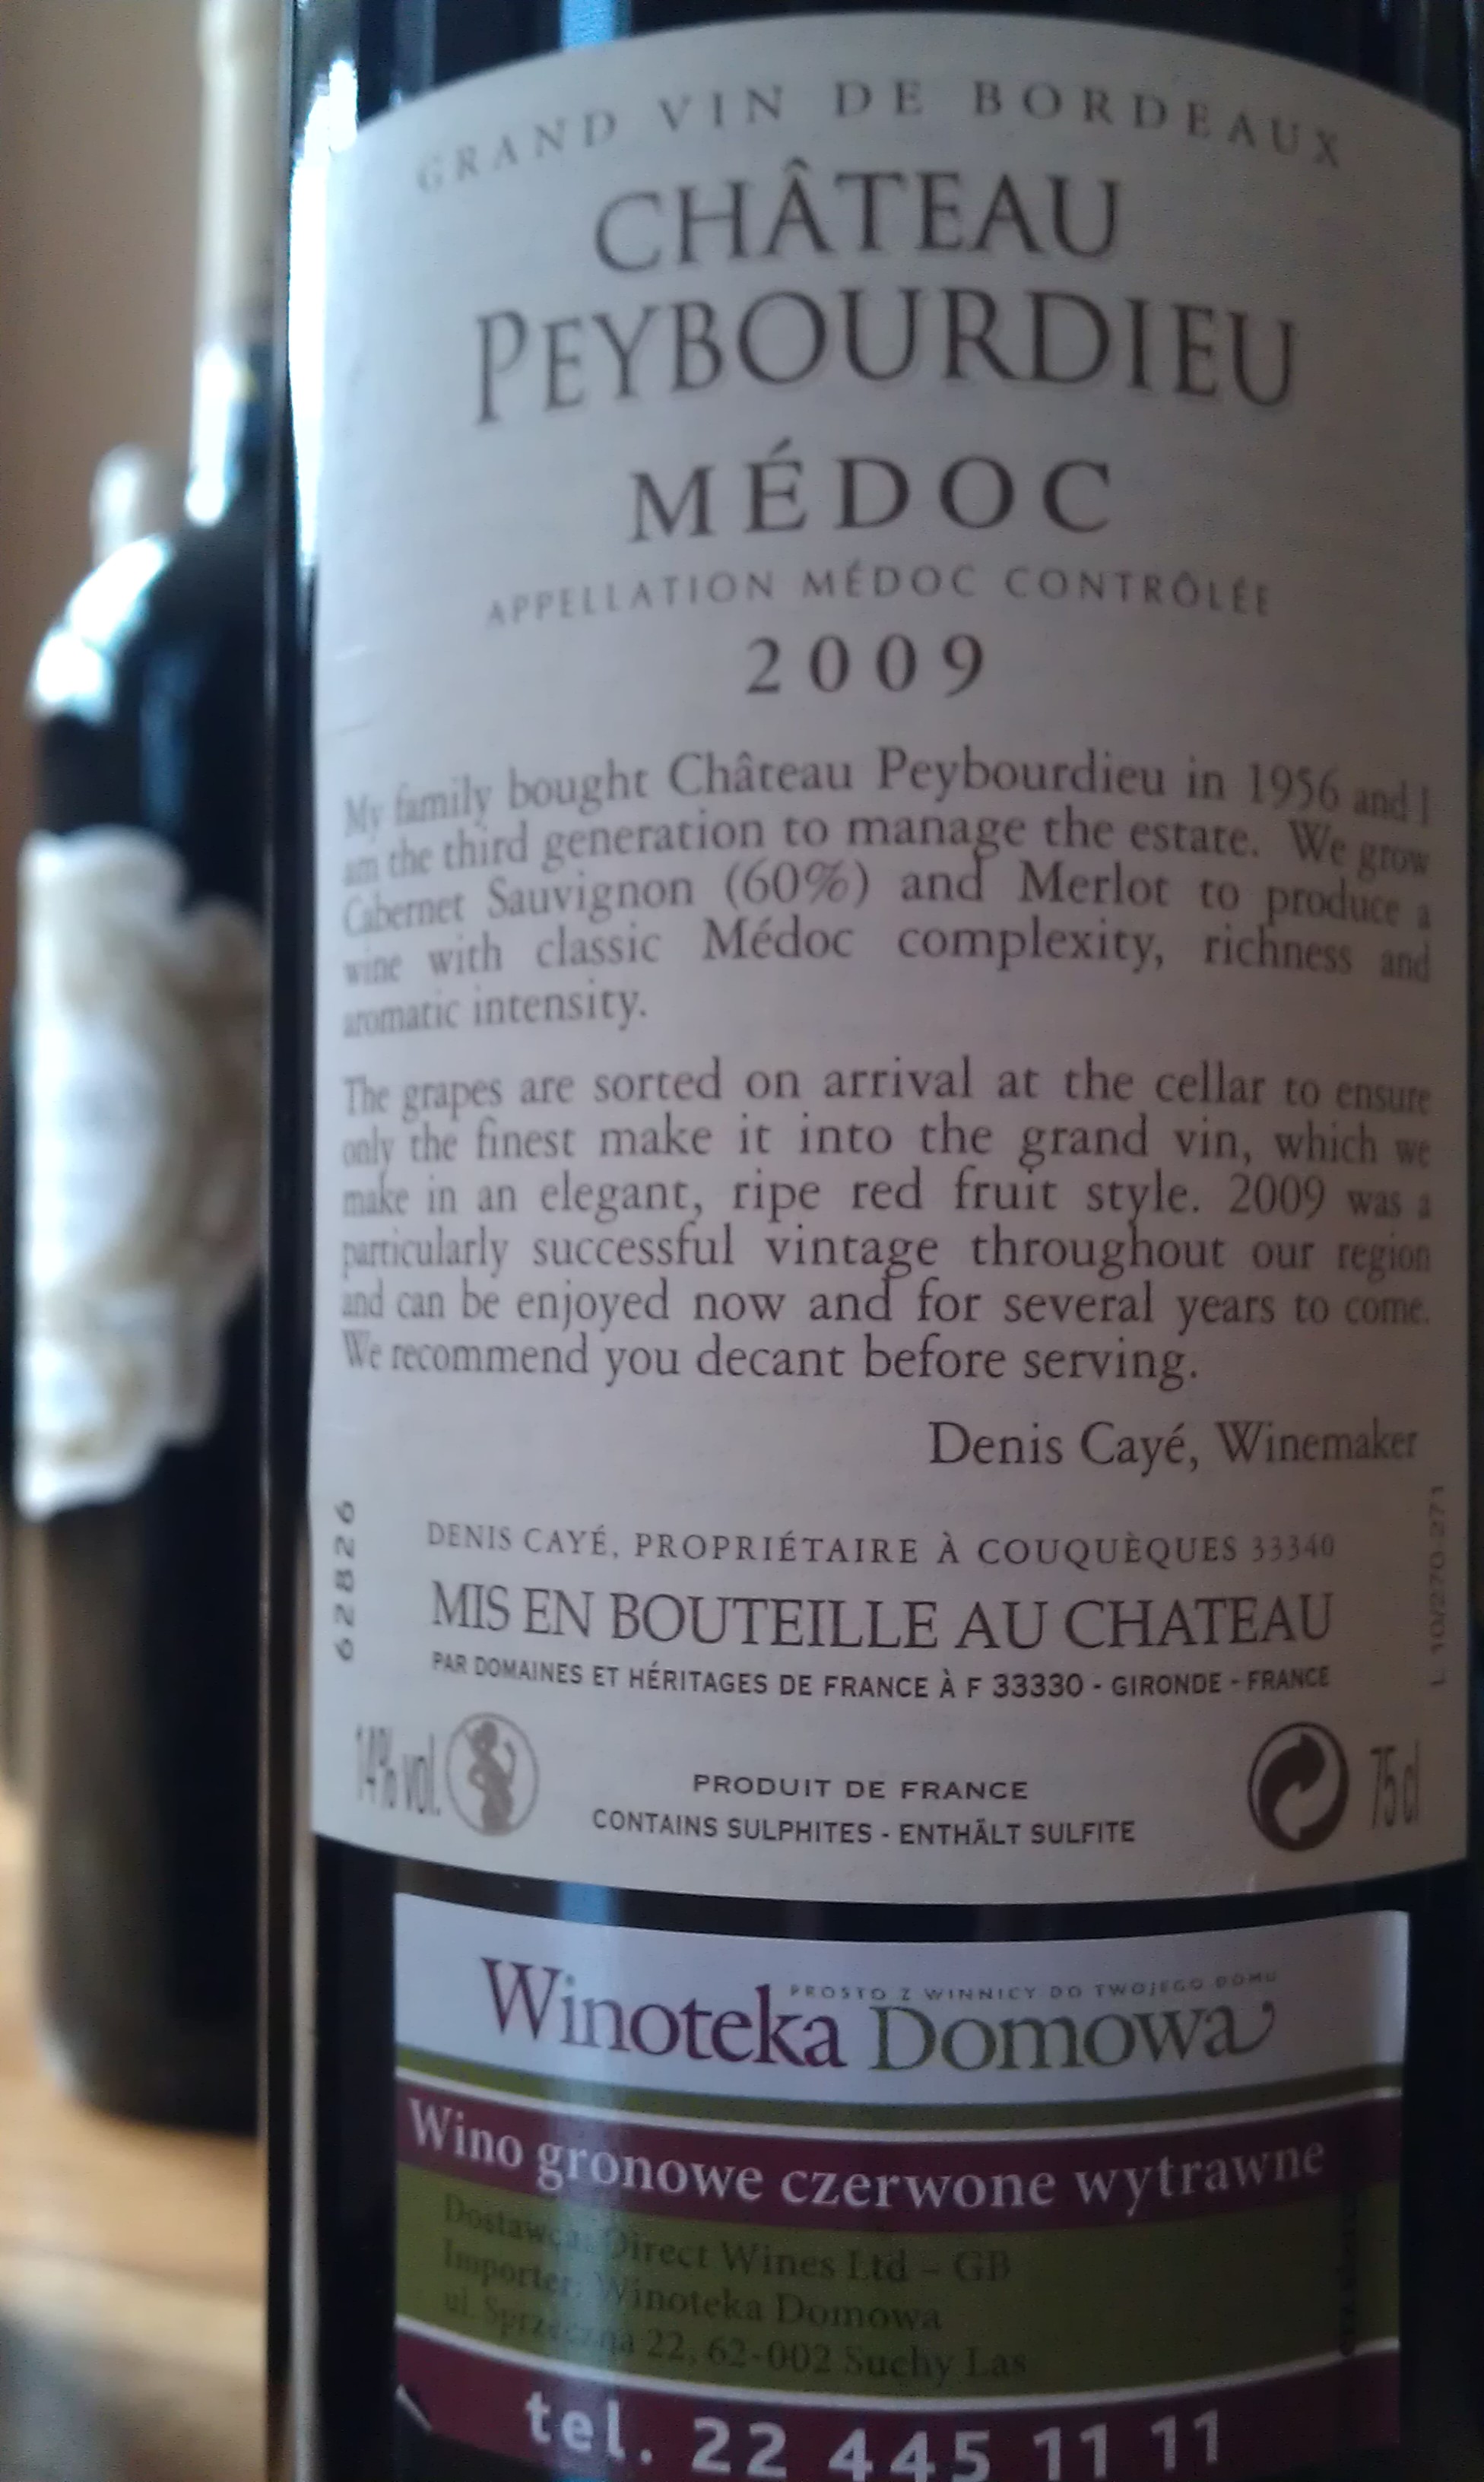 GRAND VIN DE BORDEAUX
CHÂTEAU
PEYBOURDIEU
MÉDOC
APPELLATION MÉDOC CONTRÔLÉE
2009
My family bought Château Peybourdieu in 1956 and I
am the third generation to manage the estate. We grow
Cabernet Sauvignon (60%) and Merlot to produce a
wine with classic Médoc complexity, richness and
aromatic intensity.
The grapes are sorted on arrival at the cellar to ensure
only the finest make it into the grand vin, which we
make in an elegant, ripe red fruit style. 2009 was a
particularly successful vintage throughout our region
and can be enjoyed now and for several years to come.
We recommend you decant before serving.
Denis Cayé, Winemaker
62826
L 10/270-271
DENIS CAYÉ, PROPRIÉTAIRE À COUQUÈQUES 33340
MIS EN BOUTEILLE AU CHATEAU
PAR DOMAINES ET HÉRITAGES DE FRANCE À F 33330 - GIRONDE - FRANCE
14% vol.
75 cl
PRODUIT DE FRANCE
CONTAINS SULPHITES - ENTHÄLT SULFITE
PROSTO Z WINNICY DO TWOJEGO DOMU
Winoteka Domowa
Wino gronowe czerwone wytrawne
Dostawca: Direct Wines Ltd – GB
Importer: Winoteka Domowa
ul. Sprzeczna 22, 62-002 Suchy Las
tel. 22 445 11 11